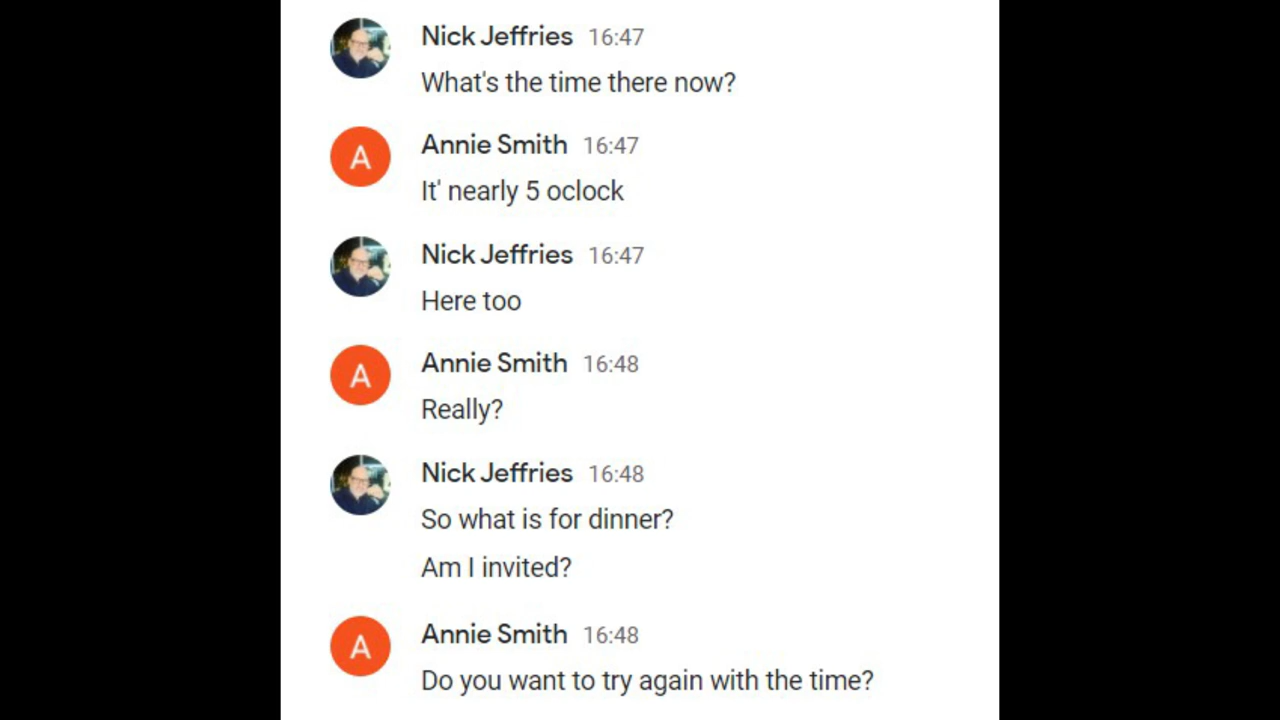 Nick Jeffries 16:47
What's the time there now?
A
Annie Smith 16:47
It' nearly 5 oclock
Nick Jeffries 16:47
Here too
A
Annie Smith 16:48
Really?
Nick Jeffries 16:48
So what is for dinner?
Am I invited?
A
Annie Smith 16:48
Do you want to try again with the time?